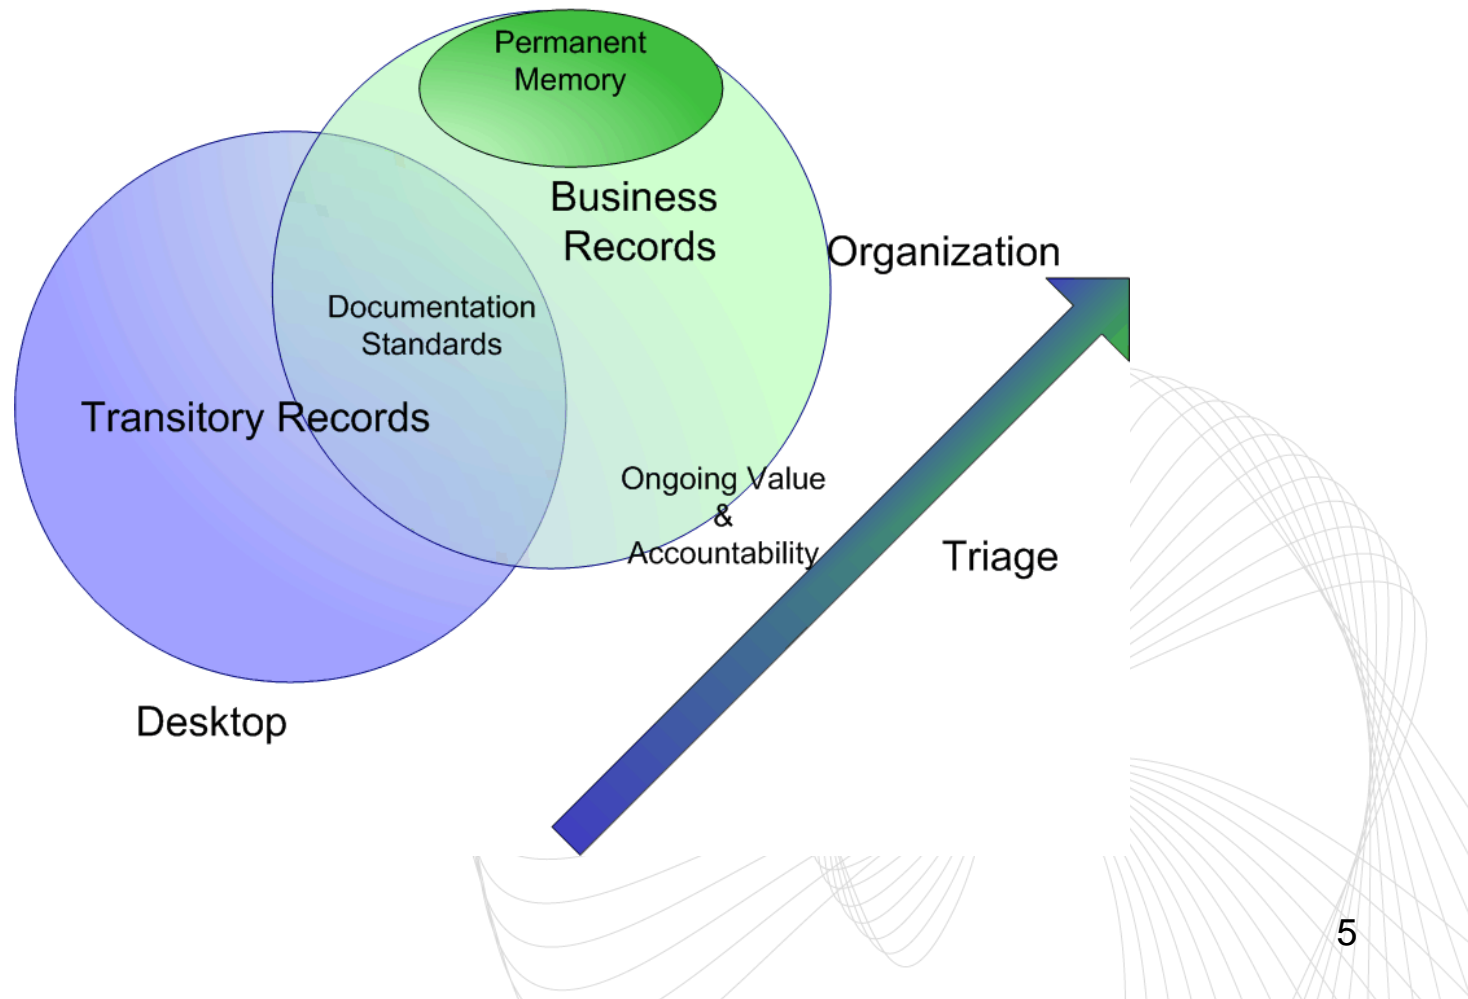 Permanent
Memory
Business
Records
Organization
Documentation
Standards
Transitory Records
Ongoing Value
&
Accountability
Triage
Desktop
5